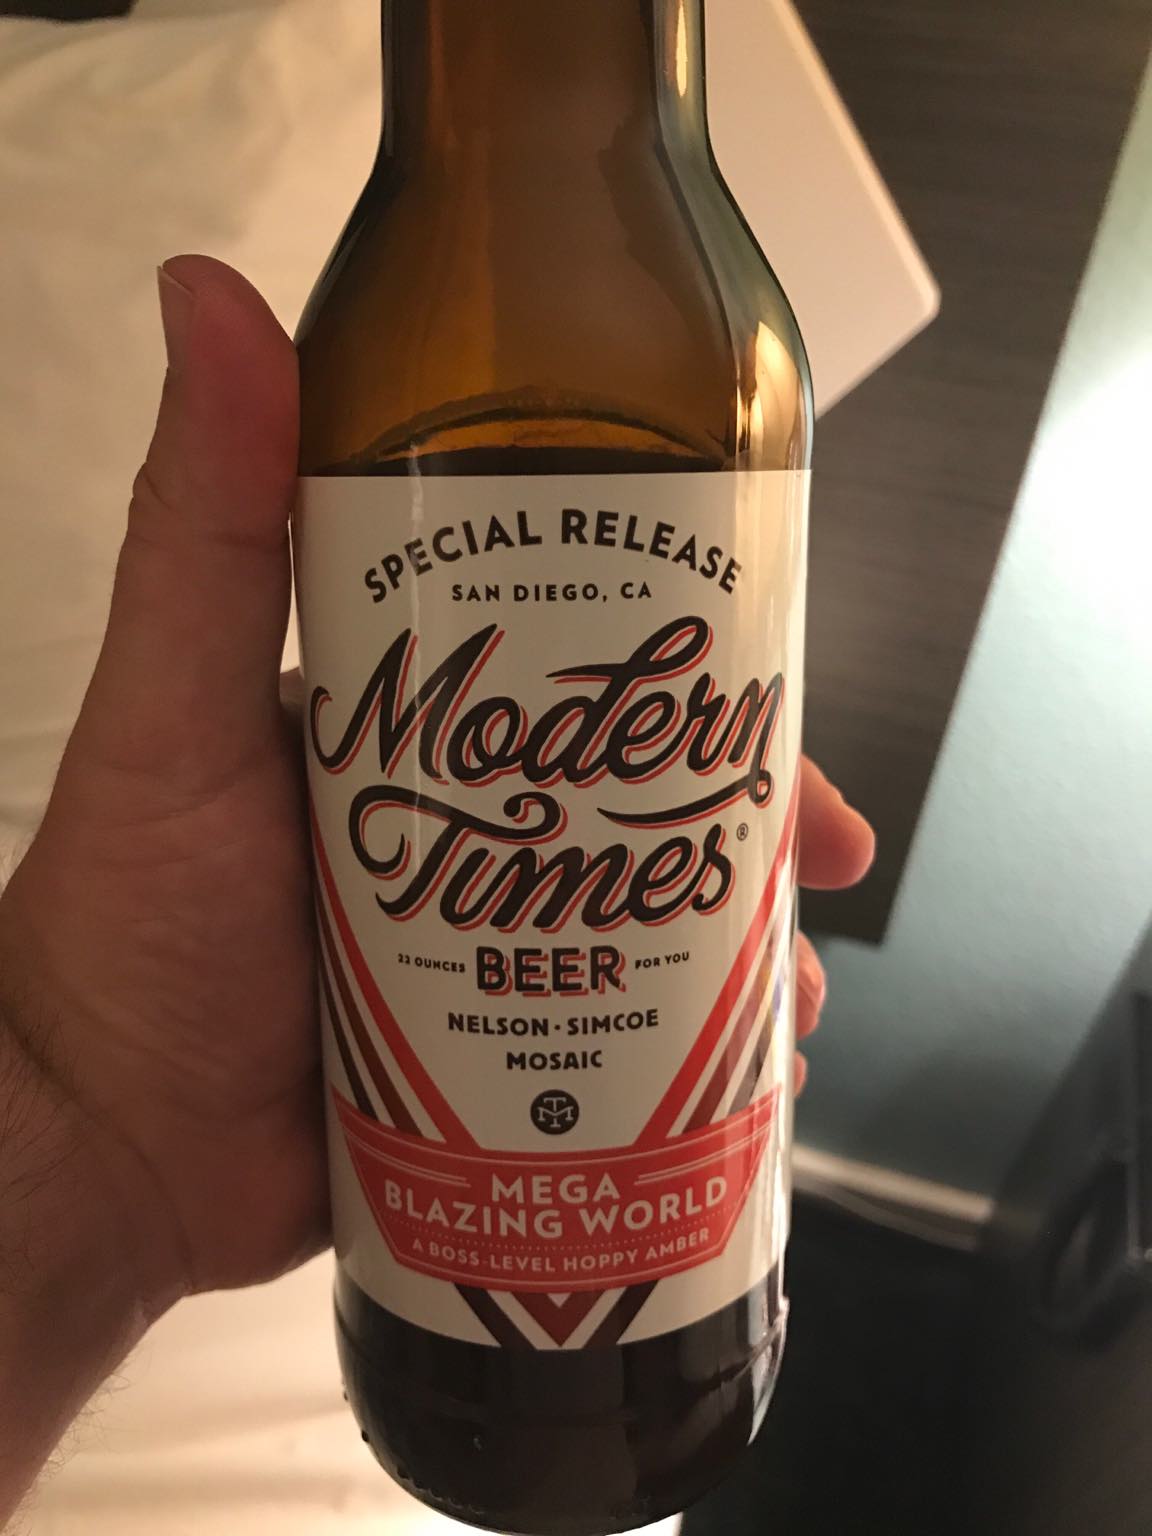 SPECIAL RELEASE
SAN DIEGO, CA
Modern
Times®
22 OUNCES BEER FOR YOU
NELSON · SIMCOE
MOSAIC
MEGA
BLAZING WORLD
A BOSS-LEVEL HOPPY AMBER